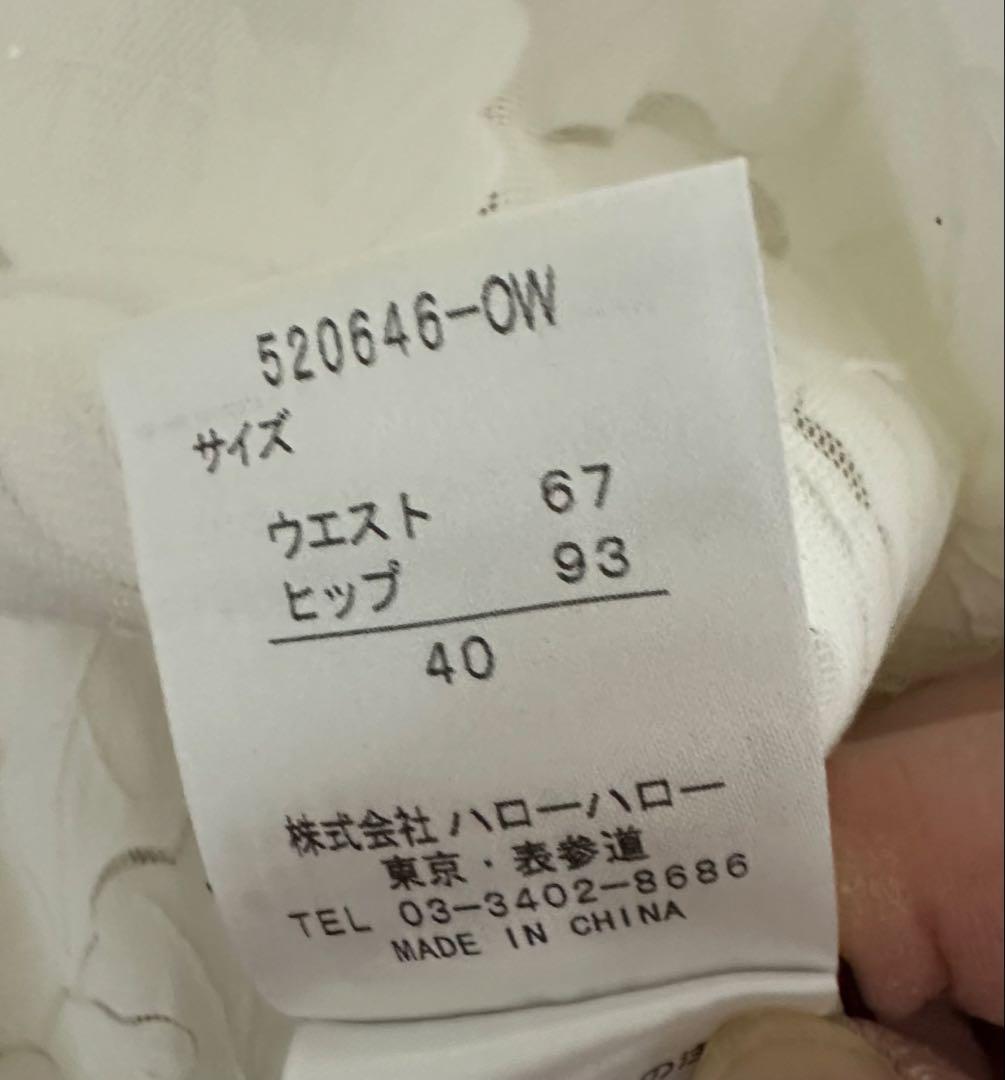 520646-OW
サイズ
ウエスト 67
ヒップ 93
40
株式会社ハローハロー
東京・表参道
TEL 03-3402-8686
MADE IN CHINA